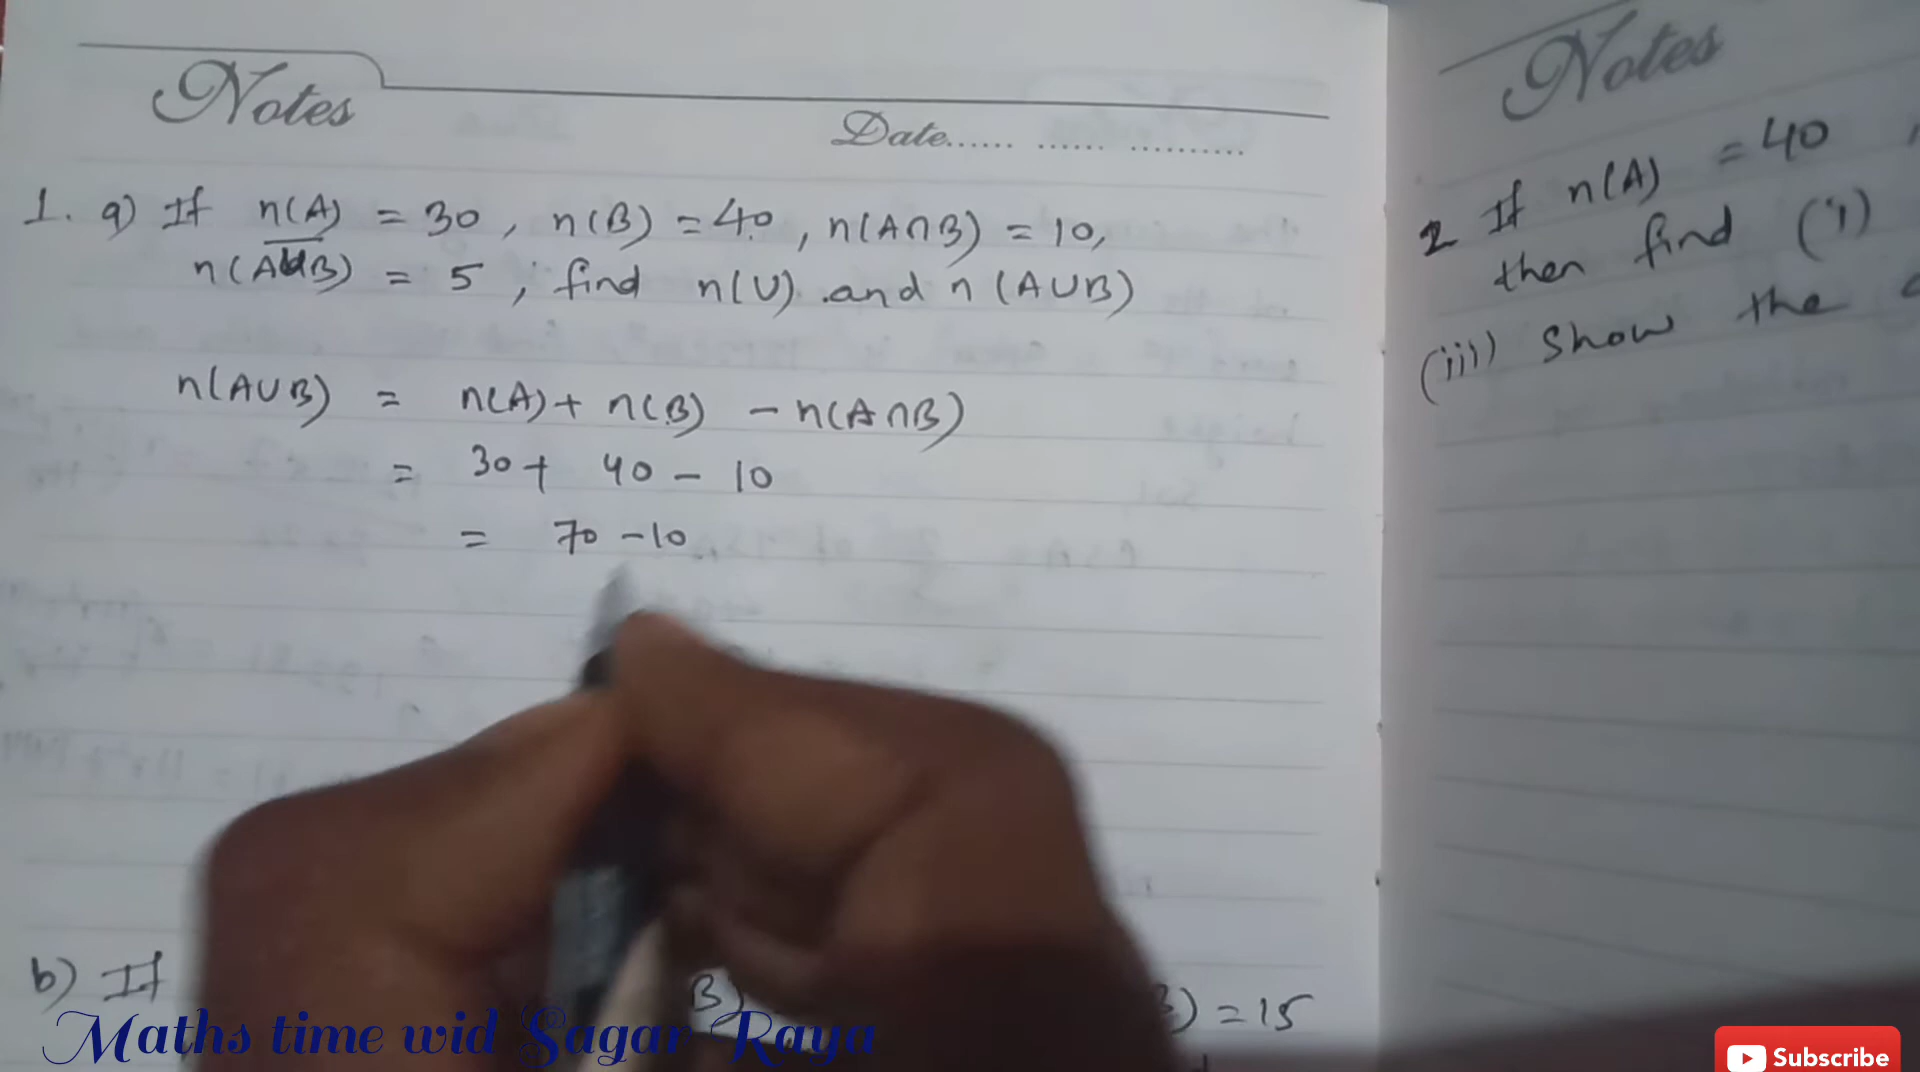 Notes
Date...... ...... ..........
1. a) If n(A) = 30, n(B) = 40, n(A∩B) = 10,
n(A̅∪̅B̅) = 5, find n(U) and n(A∪B)
n(A∪B) = n(A) + n(B) - n(A∩B)
= 30 + 40 - 10
= 70 - 10
b) If B) B) = 15
Notes
2 If n(A) = 40
then find (i)
(iii) Show the
Maths time wid Sagar Raya
Subscribe